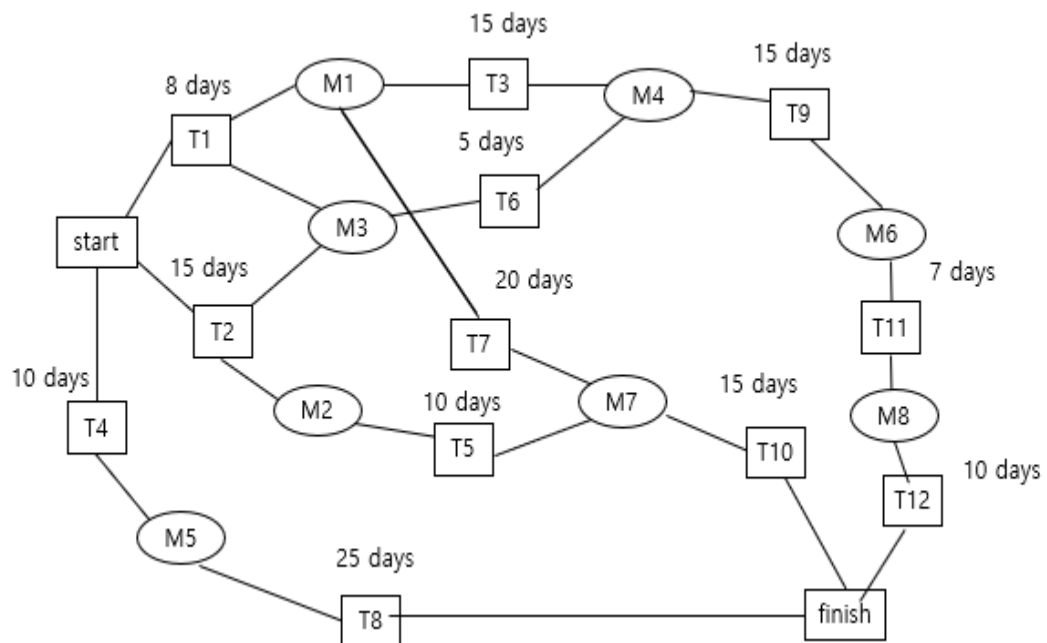 15 days
15 days
8 days
M1
T3
M4
T9
T1
5 days
T6
M3
start
M6
15 days
20 days
7 days
T2
T7
T11
10 days
15 days
10 days
M2
M7
M8
T4
T5
T10
10 days
T12
M5
25 days
T8
finish